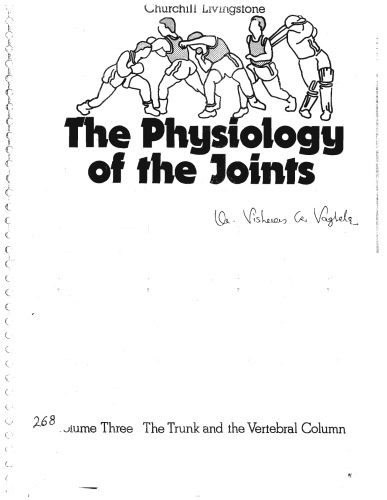 Churchill Livingstone
The Physiology
of the Joints
268
Volume Three The Trunk and the Vertebral Column